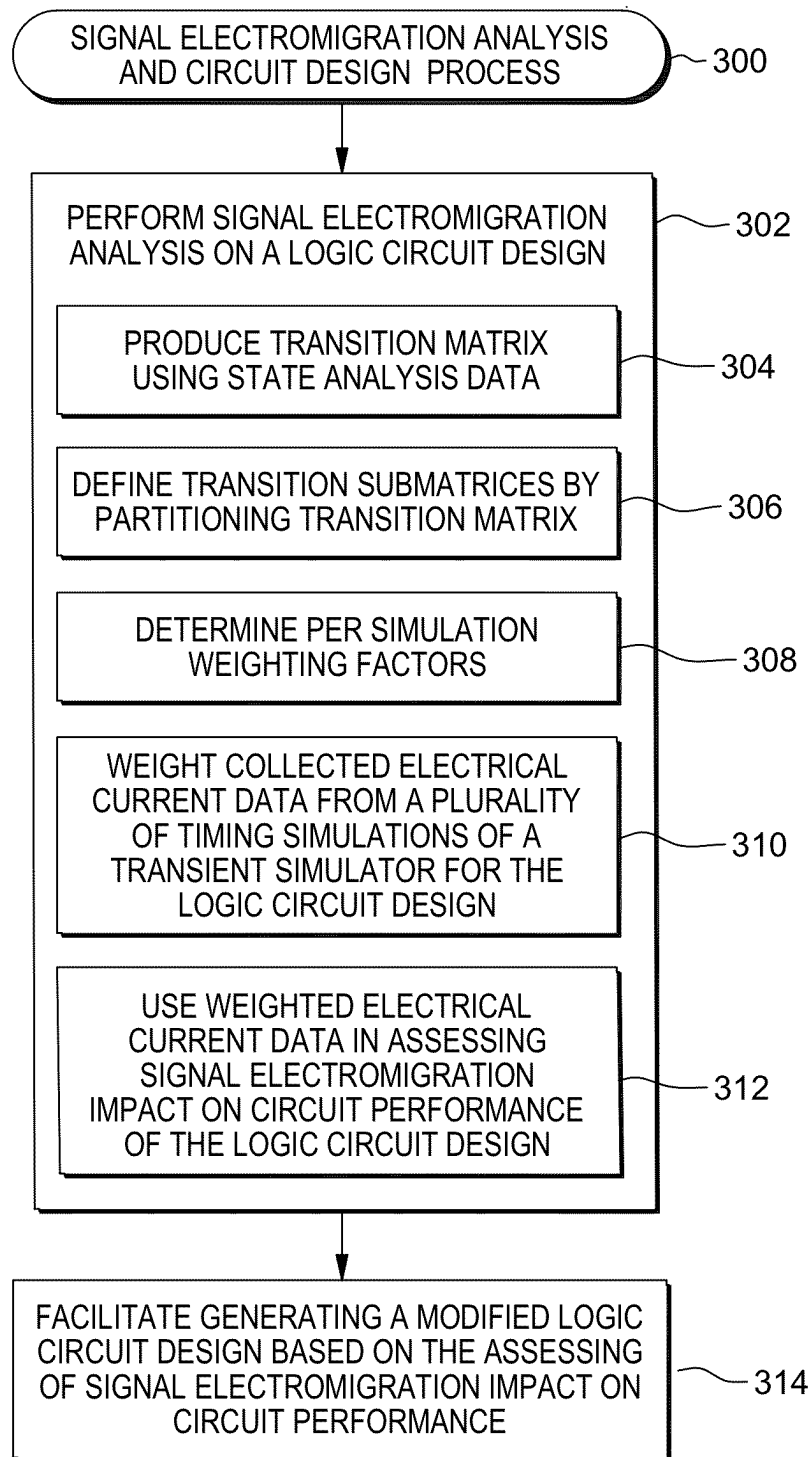 SIGNAL ELECTROMIGRATION ANALYSIS
AND CIRCUIT DESIGN PROCESS
300
PERFORM SIGNAL ELECTROMIGRATION
ANALYSIS ON A LOGIC CIRCUIT DESIGN
302
PRODUCE TRANSITION MATRIX
USING STATE ANALYSIS DATA
304
DEFINE TRANSITION SUBMATRICES BY
PARTITIONING TRANSITION MATRIX
306
DETERMINE PER SIMULATION
WEIGHTING FACTORS
308
WEIGHT COLLECTED ELECTRICAL
CURRENT DATA FROM A PLURALITY
OF TIMING SIMULATIONS OF A
TRANSIENT SIMULATOR FOR THE
LOGIC CIRCUIT DESIGN
310
USE WEIGHTED ELECTRICAL
CURRENT DATA IN ASSESSING
SIGNAL ELECTROMIGRATION
IMPACT ON CIRCUIT PERFORMANCE
OF THE LOGIC CIRCUIT DESIGN
312
FACILITATE GENERATING A MODIFIED LOGIC
CIRCUIT DESIGN BASED ON THE ASSESSING
OF SIGNAL ELECTROMIGRATION IMPACT ON
CIRCUIT PERFORMANCE
314